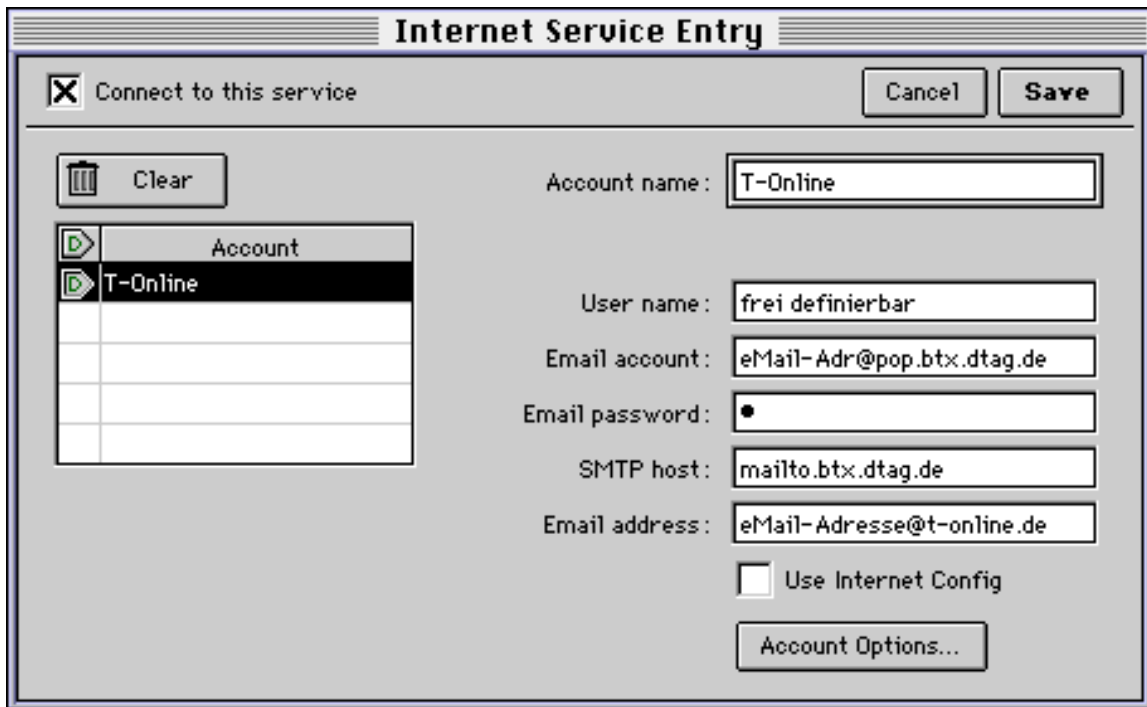 Internet Service Entry
Connect to this service
Cancel
Save
Clear
Account name:
T-Online
D
Account
D
T-Online
User name:
frei definierbar
Email account:
eMail-Adr@pop.btx.dtag.de
Email password:
●
SMTP host:
mailto.btx.dtag.de
Email address:
eMail-Adresse@t-online.de
Use Internet Config
Account Options...